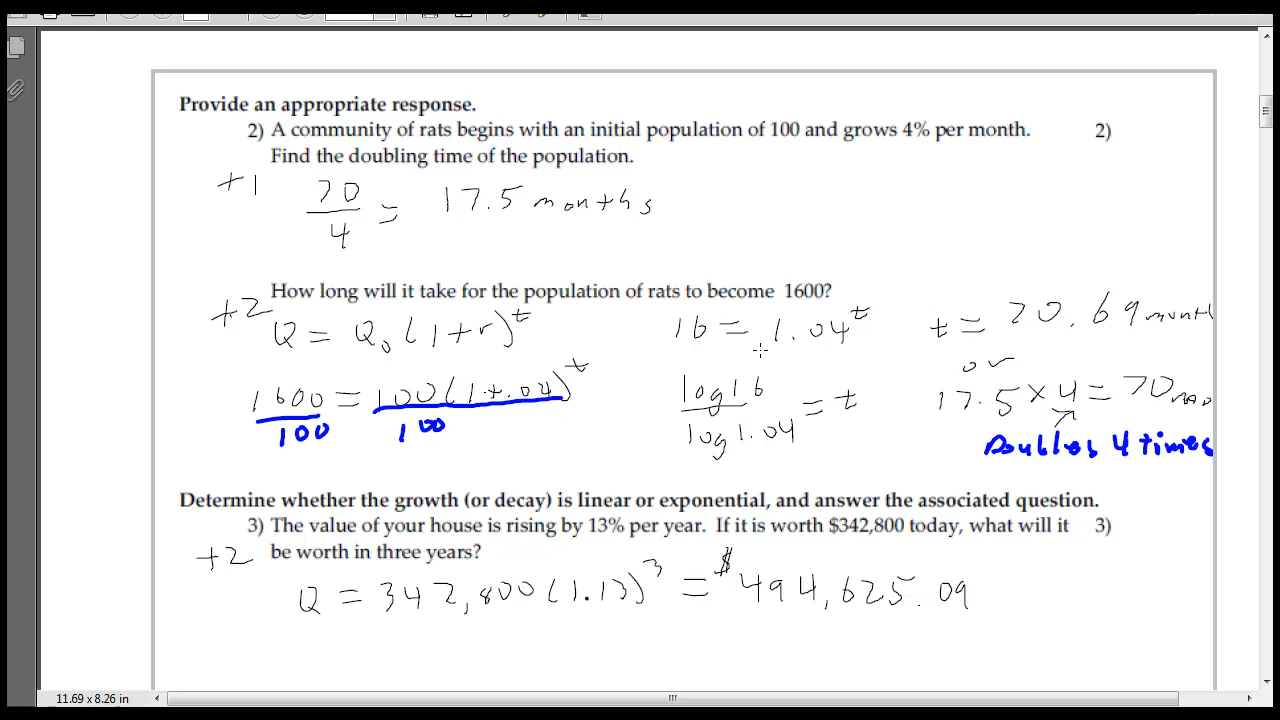 Provide an appropriate response.
2) A community of rats begins with an initial population of 100 and grows 4% per month. 2)
Find the doubling time of the population.
+1 70/4 = 17.5 months
How long will it take for the population of rats to become 1600?
+2 Q = Q₀(1+r)^t 16 = 1.04^t t = 70.69 month
or
1600/100 = 100(1+.04)^t/100 log16/log1.04 = t 17.5 × 4 = 70
Doubles 4 times
Determine whether the growth (or decay) is linear or exponential, and answer the associated question.
3) The value of your house is rising by 13% per year. If it is worth $342,800 today, what will it 3)
be worth in three years?
+2 Q = 342,800(1.13)^3 = $494,625.09
11.69 x 8.26 in